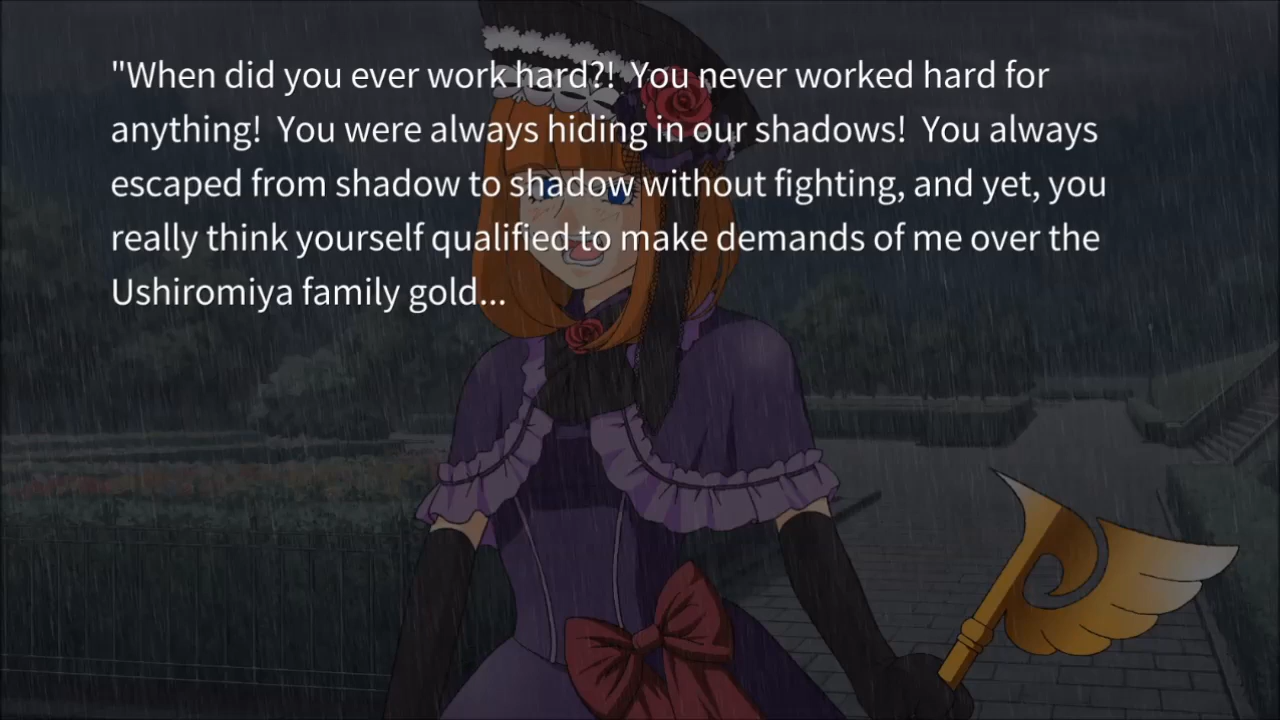 "When did you ever work hard?!  You never worked hard for
anything!  You were always hiding in our shadows!  You always
escaped from shadow to shadow without fighting, and yet, you
really think yourself qualified to make demands of me over the
Ushiromiya family gold...